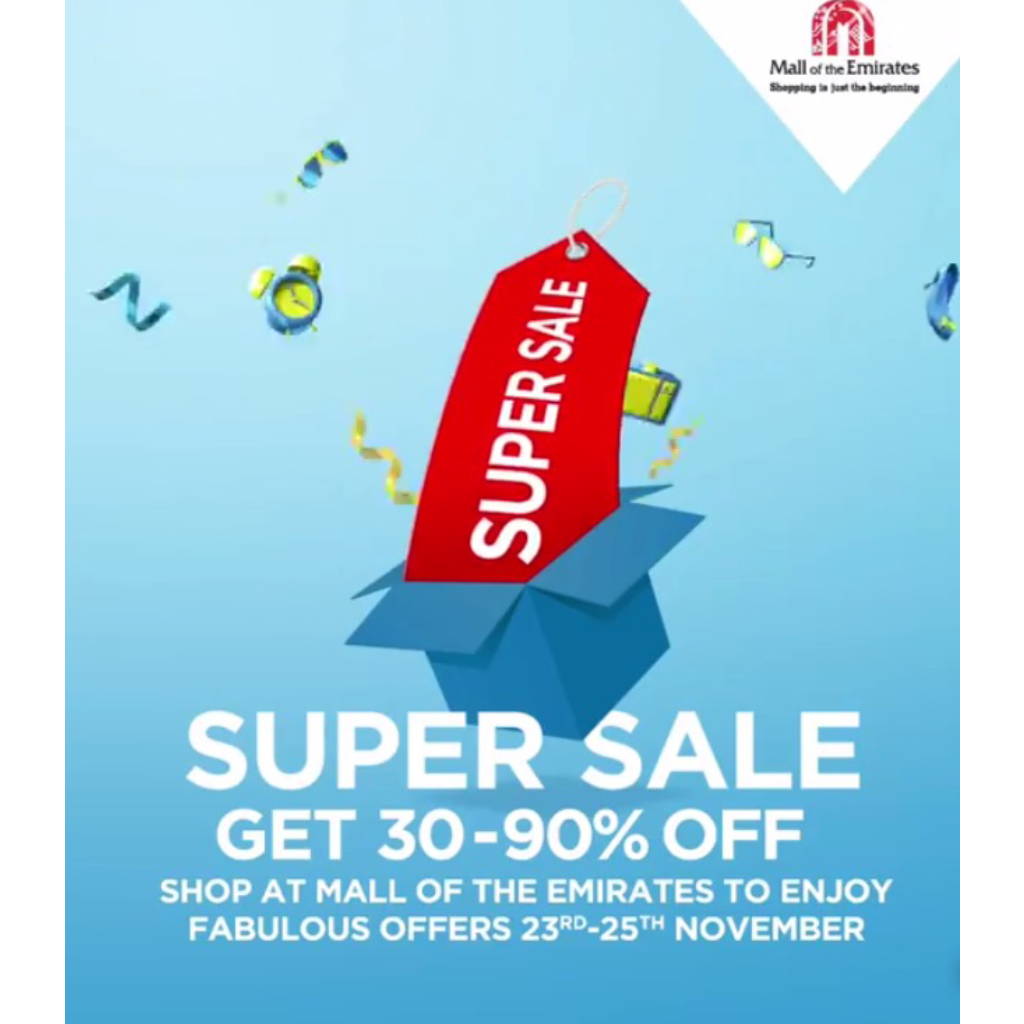 Mall of the Emirates
Shopping is just the beginning
SUPER SALE
SUPER SALE
GET 30-90% OFF
SHOP AT MALL OF THE EMIRATES TO ENJOY
FABULOUS OFFERS 23RD-25TH NOVEMBER